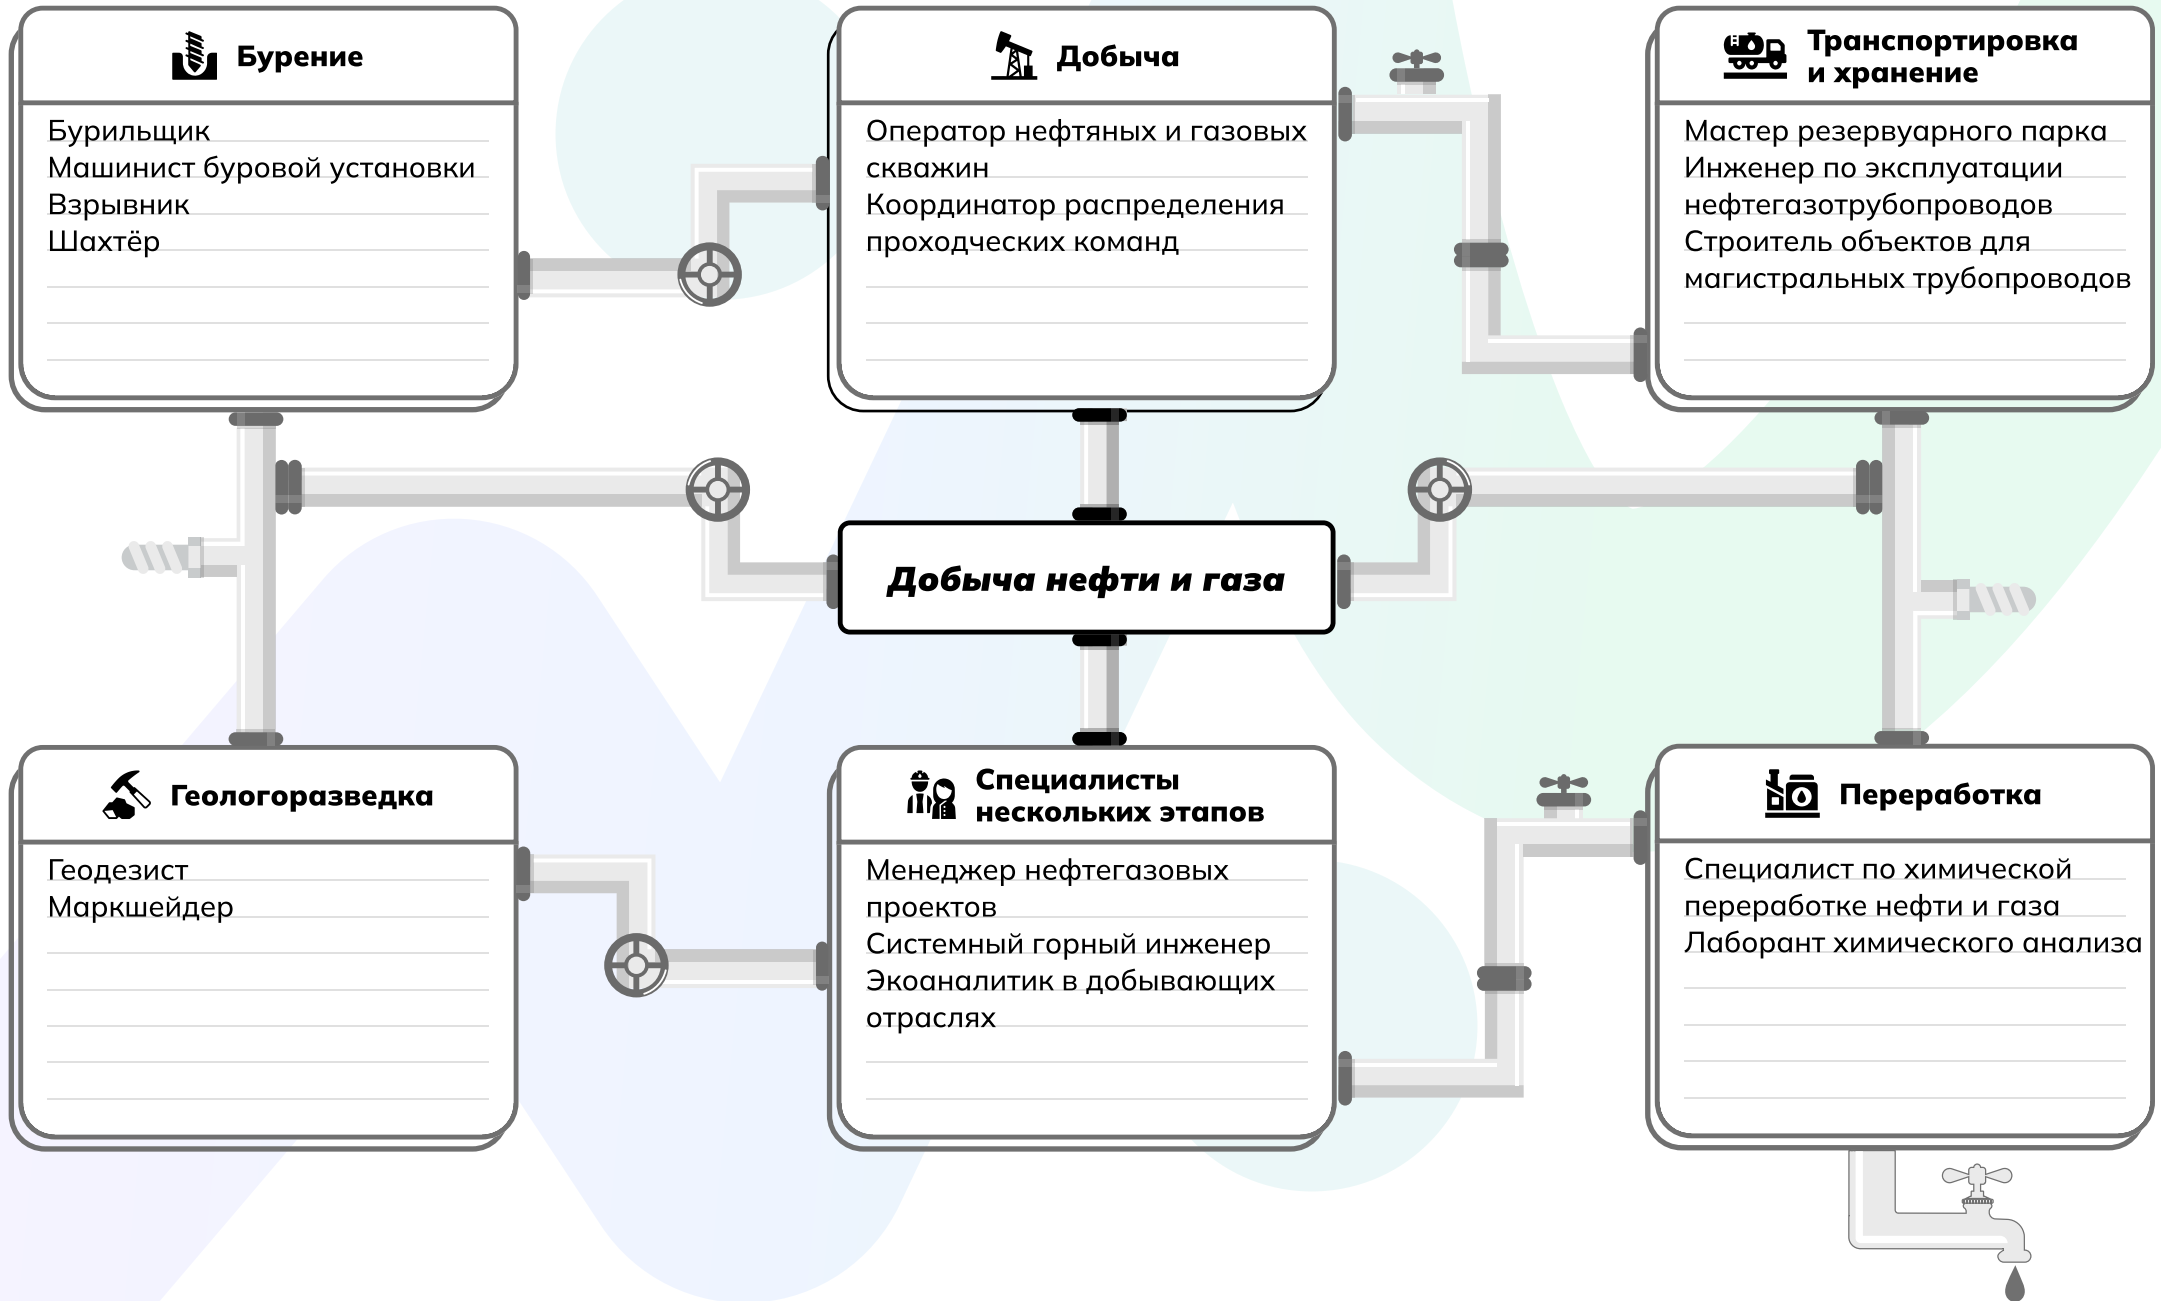 Бурение
Бурильщик
Машинист буровой установки
Взрывник
Шахтёр
Добыча
Оператор нефтяных и газовых
скважин
Координатор распределения
проходческих команд
Транспортировка
и хранение
Мастер резервуарного парка
Инженер по эксплуатации
нефтегазотрубопроводов
Строитель объектов для
магистральных трубопроводов
Добыча нефти и газа
Геологоразведка
Геодезист
Маркшейдер
Специалисты
нескольких этапов
Менеджер нефтегазовых
проектов
Системный горный инженер
Экоаналитик в добывающих
отраслях
Переработка
Специалист по химической
переработке нефти и газа
Лаборант химического анализа